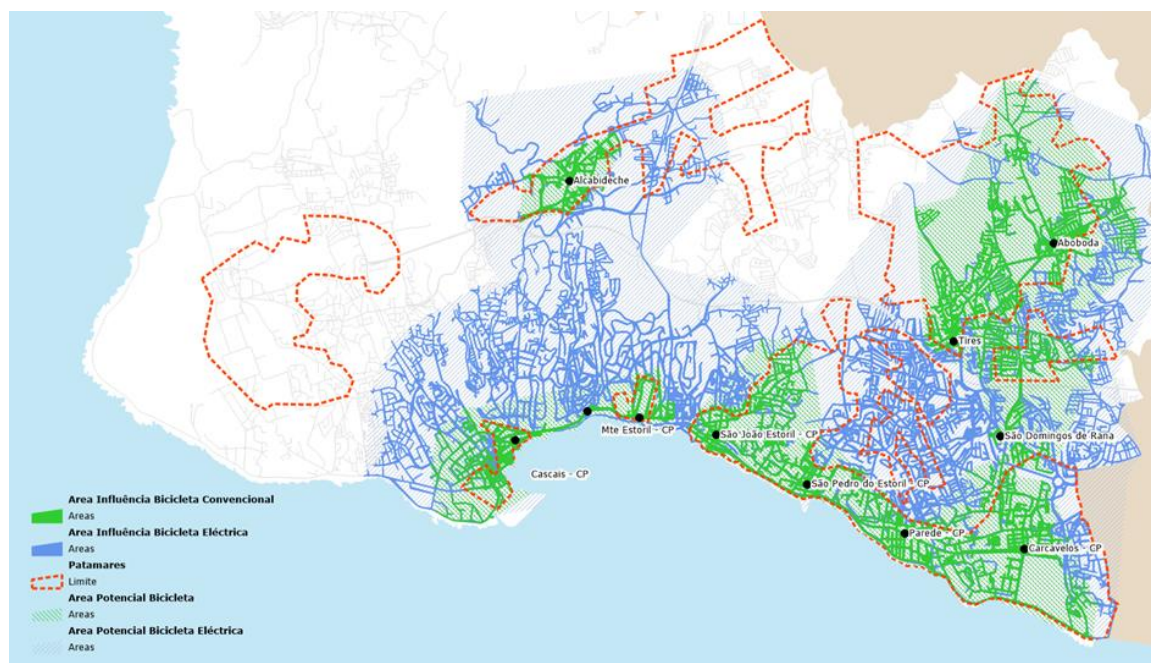 Alcabideche
Aboboda
Tires
Mte Estoril - CP
São João Estoril - CP
São Domingos de Rana
Cascais - CP
São Pedro do Estoril - CP
Parede - CP
Carcavelos - CP
Area Influência Bicicleta Convencional
Areas
Area Influência Bicicleta Eléctrica
Areas
Patamares
Limite
Area Potencial Bicicleta
Areas
Area Potencial Bicicleta Eléctrica
Areas